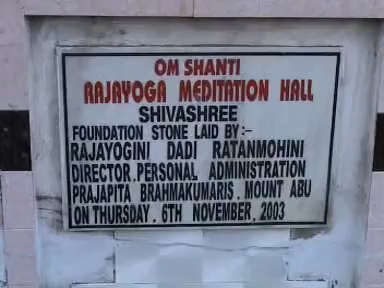 OM SHANTI
RAJAYOGA MEDITATION HALL
SHIVASHREE
FOUNDATION STONE LAID BY:-
RAJAYOGINI DADI RATANMOHINI
DIRECTOR, PERSONAL ADMINISTRATION
PRAJAPITA BRAHMAKUMARIS, MOUNT ABU
ON THURSDAY, 6TH NOVEMBER, 2003